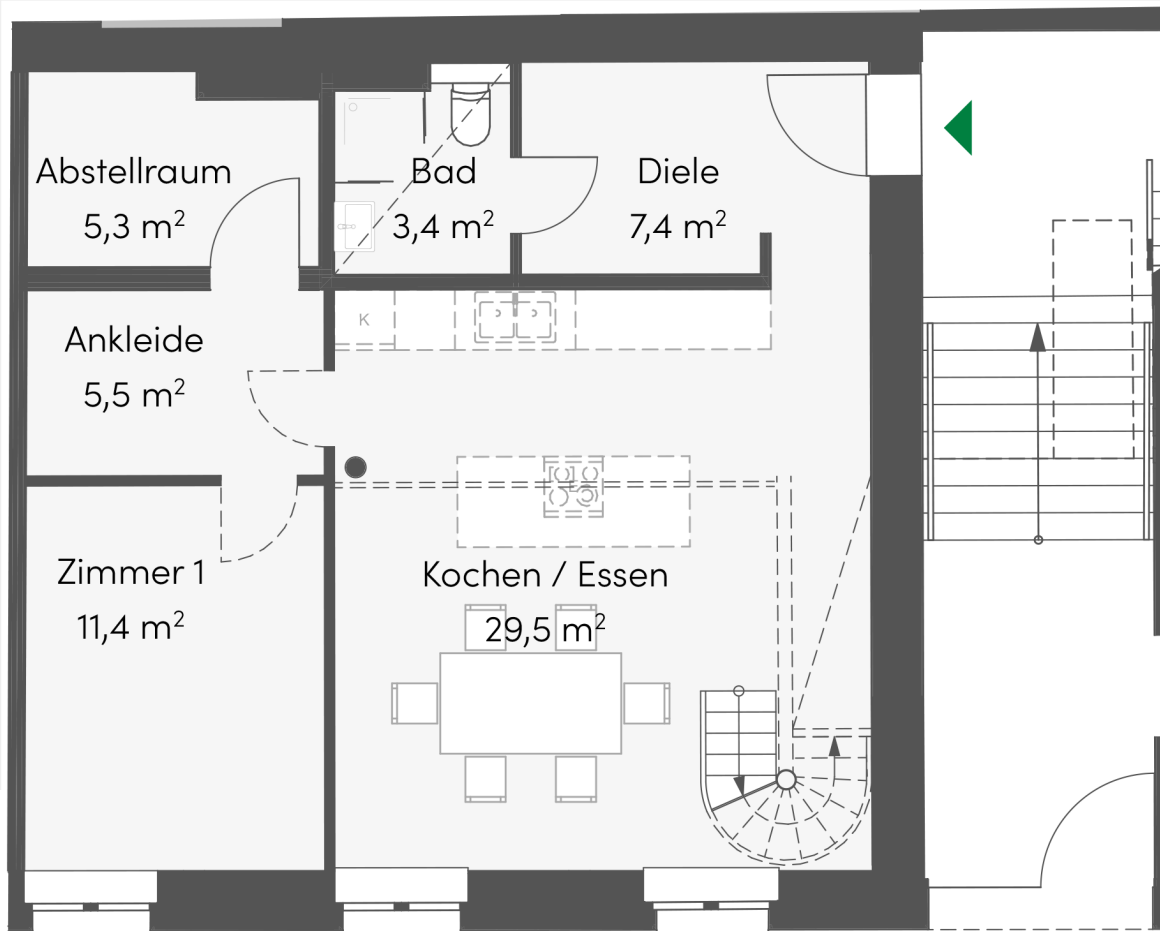 Abstellraum
5,3 m²
Bad
3,4 m²
Diele
7,4 m²
Ankleide
5,5 m²
K
Zimmer 1
11,4 m²
Kochen / Essen
29,5 m²